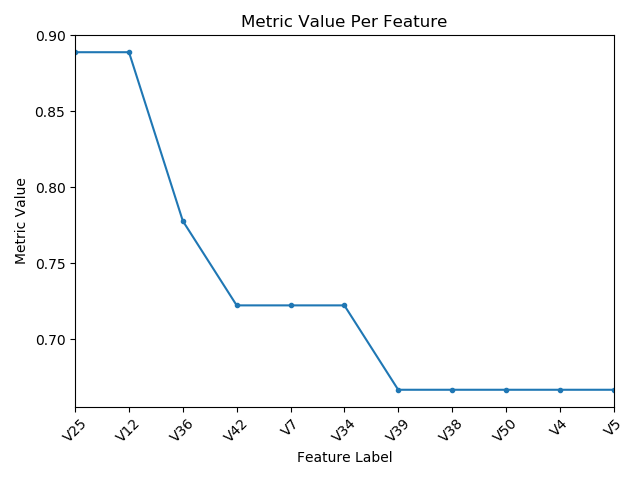 Metric Value Per Feature
0.90
0.85
0.80
0.75
0.70
Metric Value
V25 V12 V36 V42 V7 V34 V39 V38 V50 V4 V5
Feature Label